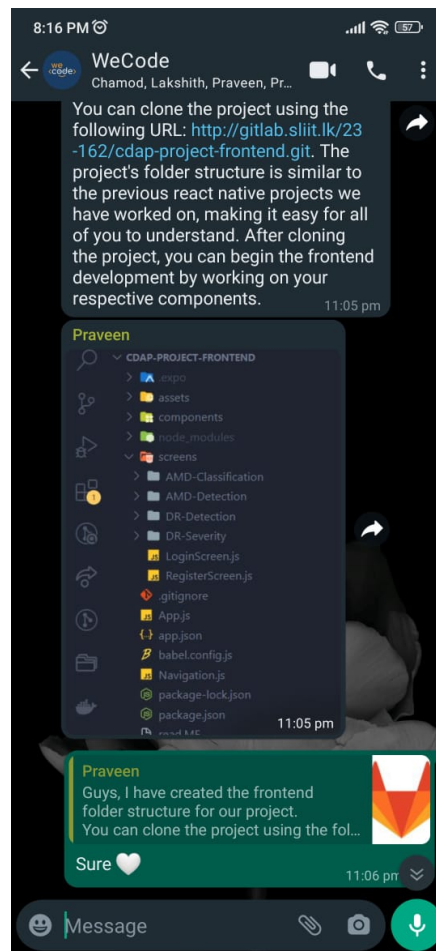 8:16 PM
57
WeCode
Chamod, Lakshith, Praveen, Pr...
You can clone the project using the
following URL: http://gitlab.sliit.lk/23
-162/cdap-project-frontend.git. The
project's folder structure is similar to
the previous react native projects we
have worked on, making it easy for all
of you to understand. After cloning
the project, you can begin the frontend
development by working on your
respective components.
11:05 pm
Praveen
CDAP-PROJECT-FRONTEND
.expo
assets
components
node_modules
screens
AMD-Classification
AMD-Detection
DR-Detection
DR-Severity
LoginScreen.js
RegisterScreen.js
.gitignore
App.js
app.json
babel.config.js
Navigation.js
package-lock.json
package.json
read.ME
1
11:05 pm
Praveen
Guys, I have created the frontend
folder structure for our project.
You can clone the project using the fol...
Sure 🤍
11:06 pm
Message